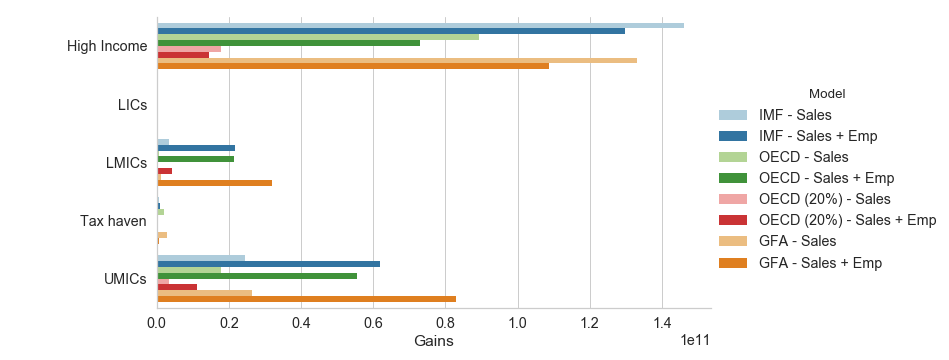 High Income
LICs
LMICs
Tax haven
UMICs
0.0 0.2 0.4 0.6 0.8 1.0 1.2 1.4
1e11
Gains
Model
IMF - Sales
IMF - Sales + Emp
OECD - Sales
OECD - Sales + Emp
OECD (20%) - Sales
OECD (20%) - Sales + Emp
GFA - Sales
GFA - Sales + Emp